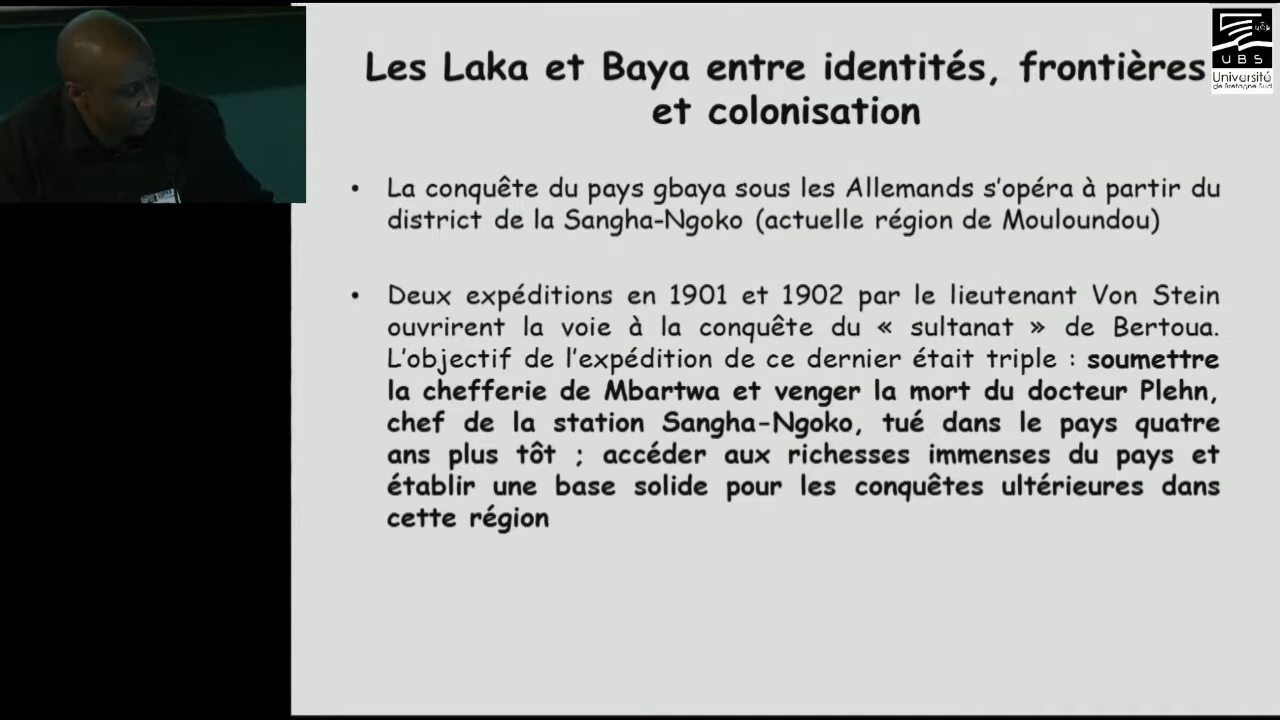 Les Laka et Baya entre identités, frontières
et colonisation
UBS
Université
de Bretagne Sud
• La conquête du pays gbaya sous les Allemands s’opéra à partir du
district de la Sangha-Ngoko (actuelle région de Mouloundou)
• Deux expéditions en 1901 et 1902 par le lieutenant Von Stein
ouvrirent la voie à la conquête du « sultanat » de Bertoua.
L’objectif de l’expédition de ce dernier était triple : soumettre
la chefferie de Mbartwa et venger la mort du docteur Plehn,
chef de la station Sangha-Ngoko, tué dans le pays quatre
ans plus tôt ; accéder aux richesses immenses du pays et
établir une base solide pour les conquêtes ultérieures dans
cette région